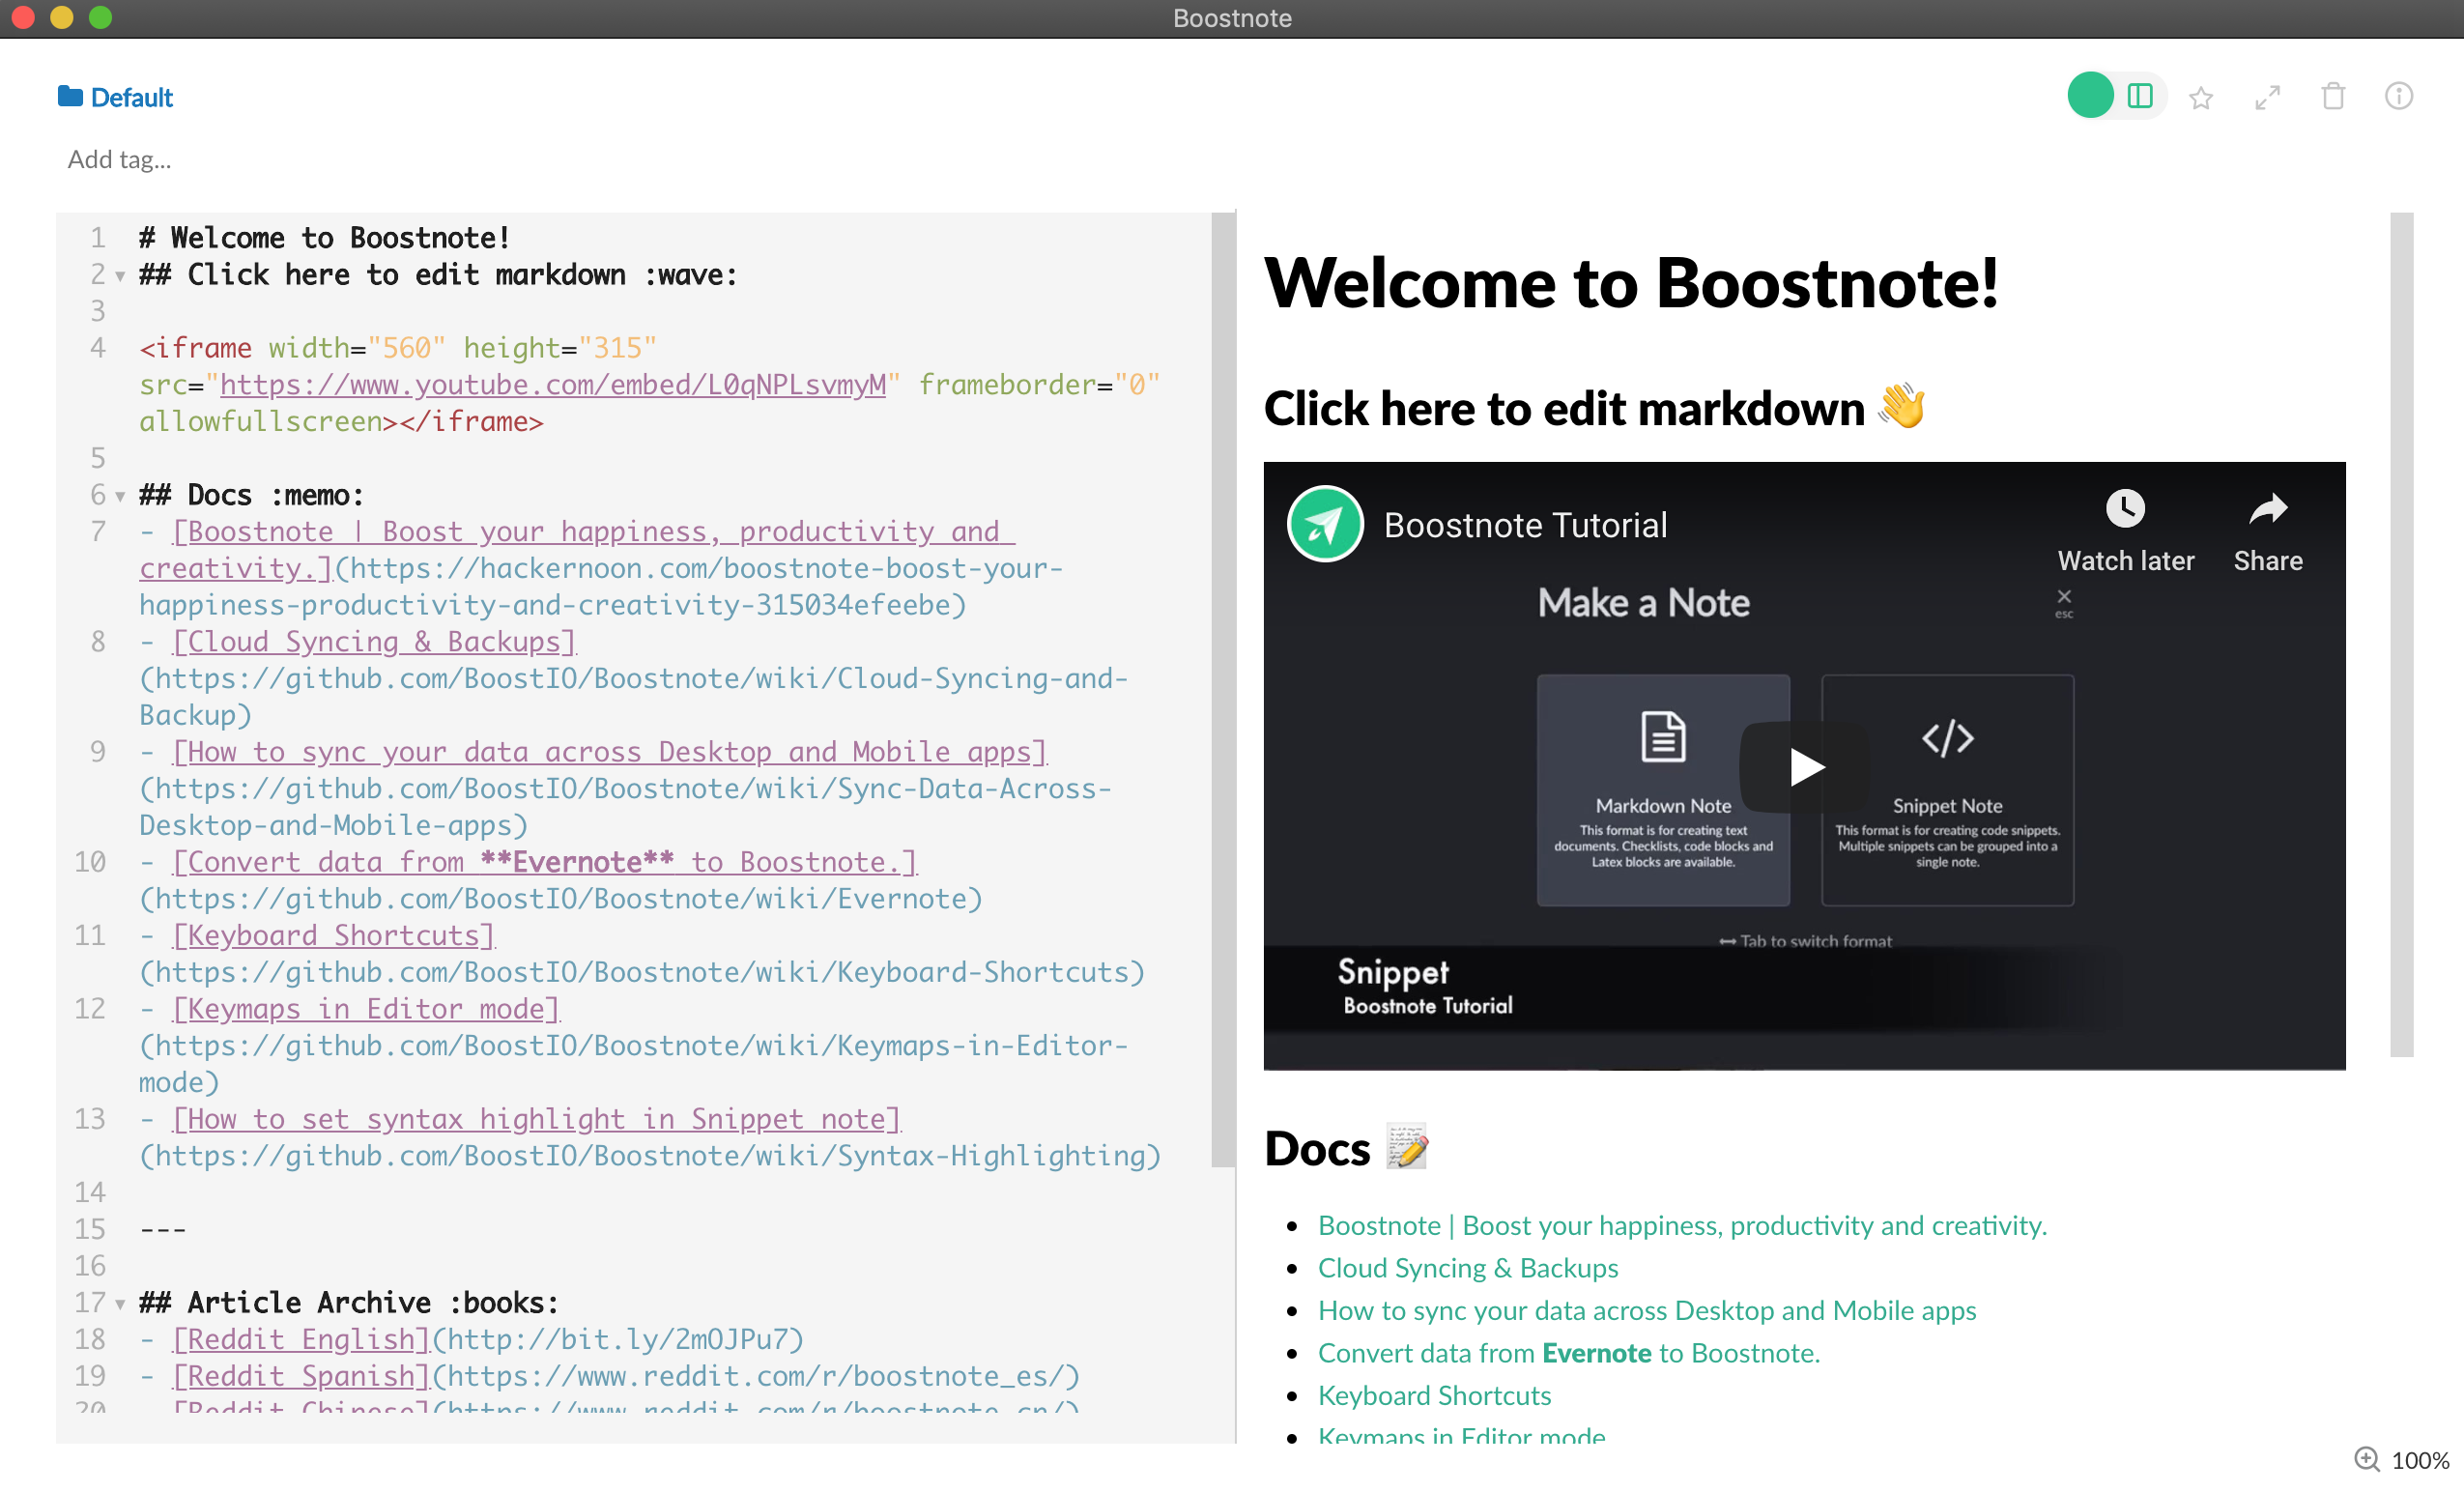 Boostnote
Default
Add tag...
1 # Welcome to Boostnote!
2 ## Click here to edit markdown :wave:
3
4 <iframe width="560" height="315"
src="https://www.youtube.com/embed/L0qNPLsvmyM" frameborder="0"
allowfullscreen></iframe>
5
6 ## Docs :memo:
7 - [Boostnote | Boost your happiness, productivity and
creativity.](https://hackernoon.com/boostnote-boost-your-
happiness-productivity-and-creativity-315034efeebe)
8 - [Cloud Syncing & Backups]
(https://github.com/BoostIO/Boostnote/wiki/Cloud-Syncing-and-
Backup)
9 - [How to sync your data across Desktop and Mobile apps]
(https://github.com/BoostIO/Boostnote/wiki/Sync-Data-Across-
Desktop-and-Mobile-apps)
10 - [Convert data from **Evernote** to Boostnote.]
(https://github.com/BoostIO/Boostnote/wiki/Evernote)
11 - [Keyboard Shortcuts]
(https://github.com/BoostIO/Boostnote/wiki/Keyboard-Shortcuts)
12 - [Keymaps in Editor mode]
(https://github.com/BoostIO/Boostnote/wiki/Keymaps-in-Editor-
mode)
13 - [How to set syntax highlight in Snippet note]
(https://github.com/BoostIO/Boostnote/wiki/Syntax-Highlighting)
14
15 ---
16
17 ## Article Archive :books:
18 - [Reddit English](http://bit.ly/2mOJPu7)
19 - [Reddit Spanish](https://www.reddit.com/r/boostnote_es/)
20 - [Reddit Chinese](https://www.reddit.com/r/boostnote_cn/)
Welcome to Boostnote!
Click here to edit markdown 👋
Boostnote Tutorial
Watch later
Share
Make a Note
esc
Markdown Note
This format is for creating text
documents. Checklists, code blocks and
Latex blocks are available.
Snippet Note
This format is for creating code snippets.
Multiple snippets can be grouped into a
single note.
Tab to switch format
Snippet
Boostnote Tutorial
Docs 📝
Boostnote | Boost your happiness, productivity and creativity.
Cloud Syncing & Backups
How to sync your data across Desktop and Mobile apps
Convert data from Evernote to Boostnote.
Keyboard Shortcuts
Keymaps in Editor mode
100%